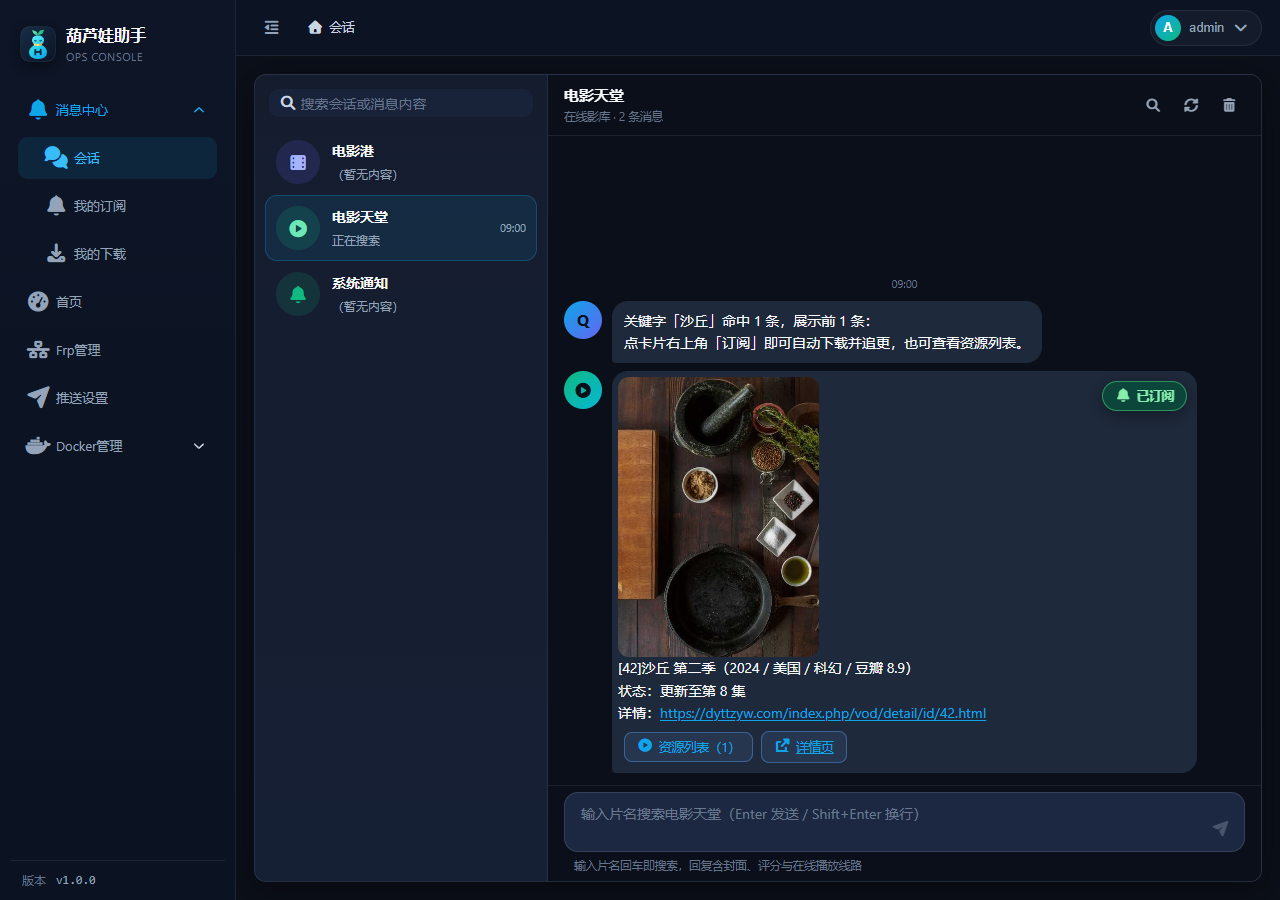 葫芦娃助手
OPS CONSOLE
消息中心
会话
我的订阅
我的下载
首页
Frp管理
推送设置
Docker管理
版本 v1.0.0
会话
A admin
搜索会话或消息内容
电影港
(暂无内容)
电影天堂
09:00
正在搜索
系统通知
(暂无内容)
电影天堂
在线影库 · 2 条消息
09:00
Q
关键字「沙丘」命中 1 条，展示前 1 条：
点卡片右上角「订阅」即可自动下载并追更，也可查看资源列表。
已订阅
[42]沙丘 第二季（2024 / 美国 / 科幻 / 豆瓣 8.9）
状态：更新至第 8 集
详情：https://dyttzyw.com/index.php/vod/detail/id/42.html
资源列表（1） 详情页
输入片名搜索电影天堂（Enter 发送 / Shift+Enter 换行）
输入片名回车即搜索，回复含封面、评分与在线播放线路